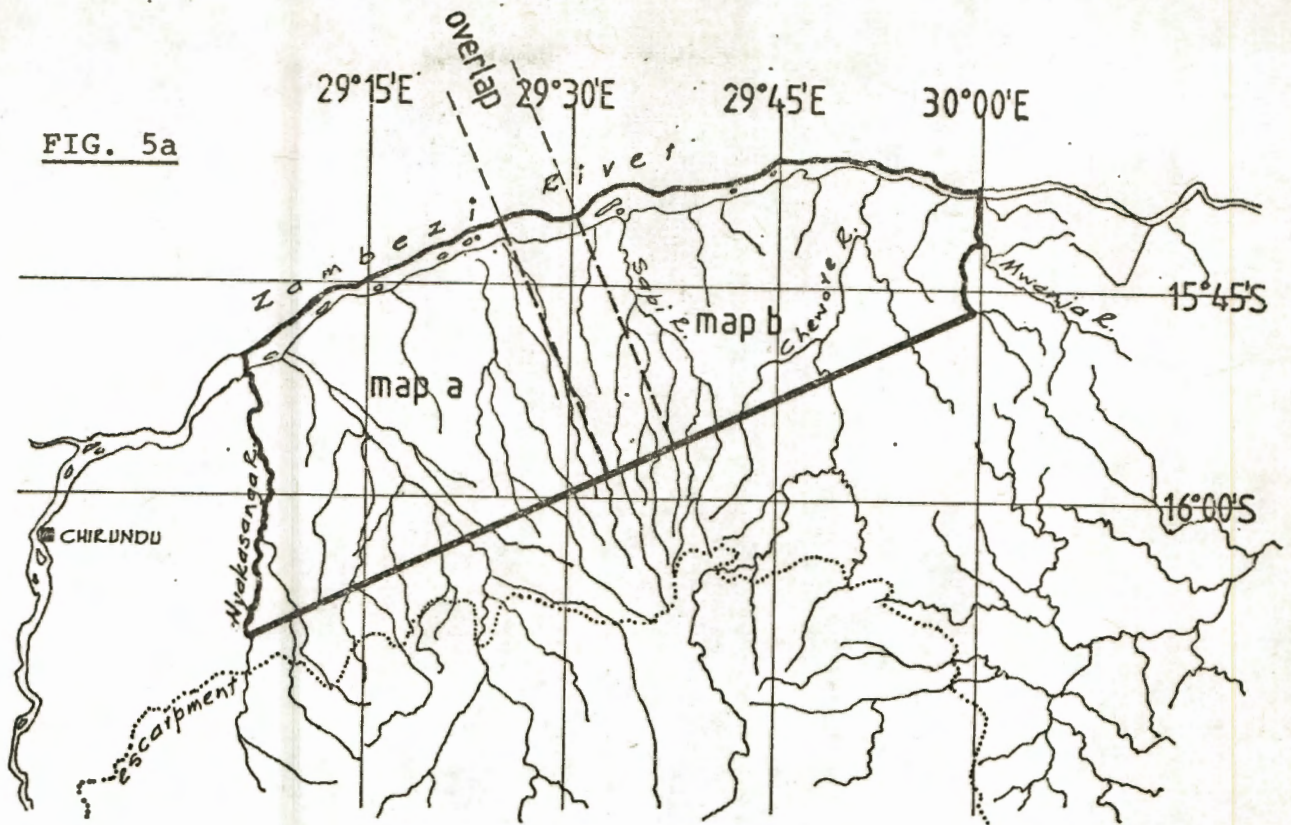 FIG. 5a
overlap
29°15'E
29°30'E
29°45'E
30°00'E
Zambezi River
15°45'S
Sapi R.
map b
Chewore R.
Mwanja R.
map a
16°00'S
CHIRUNDU
Nyakasanga R.
escarpment